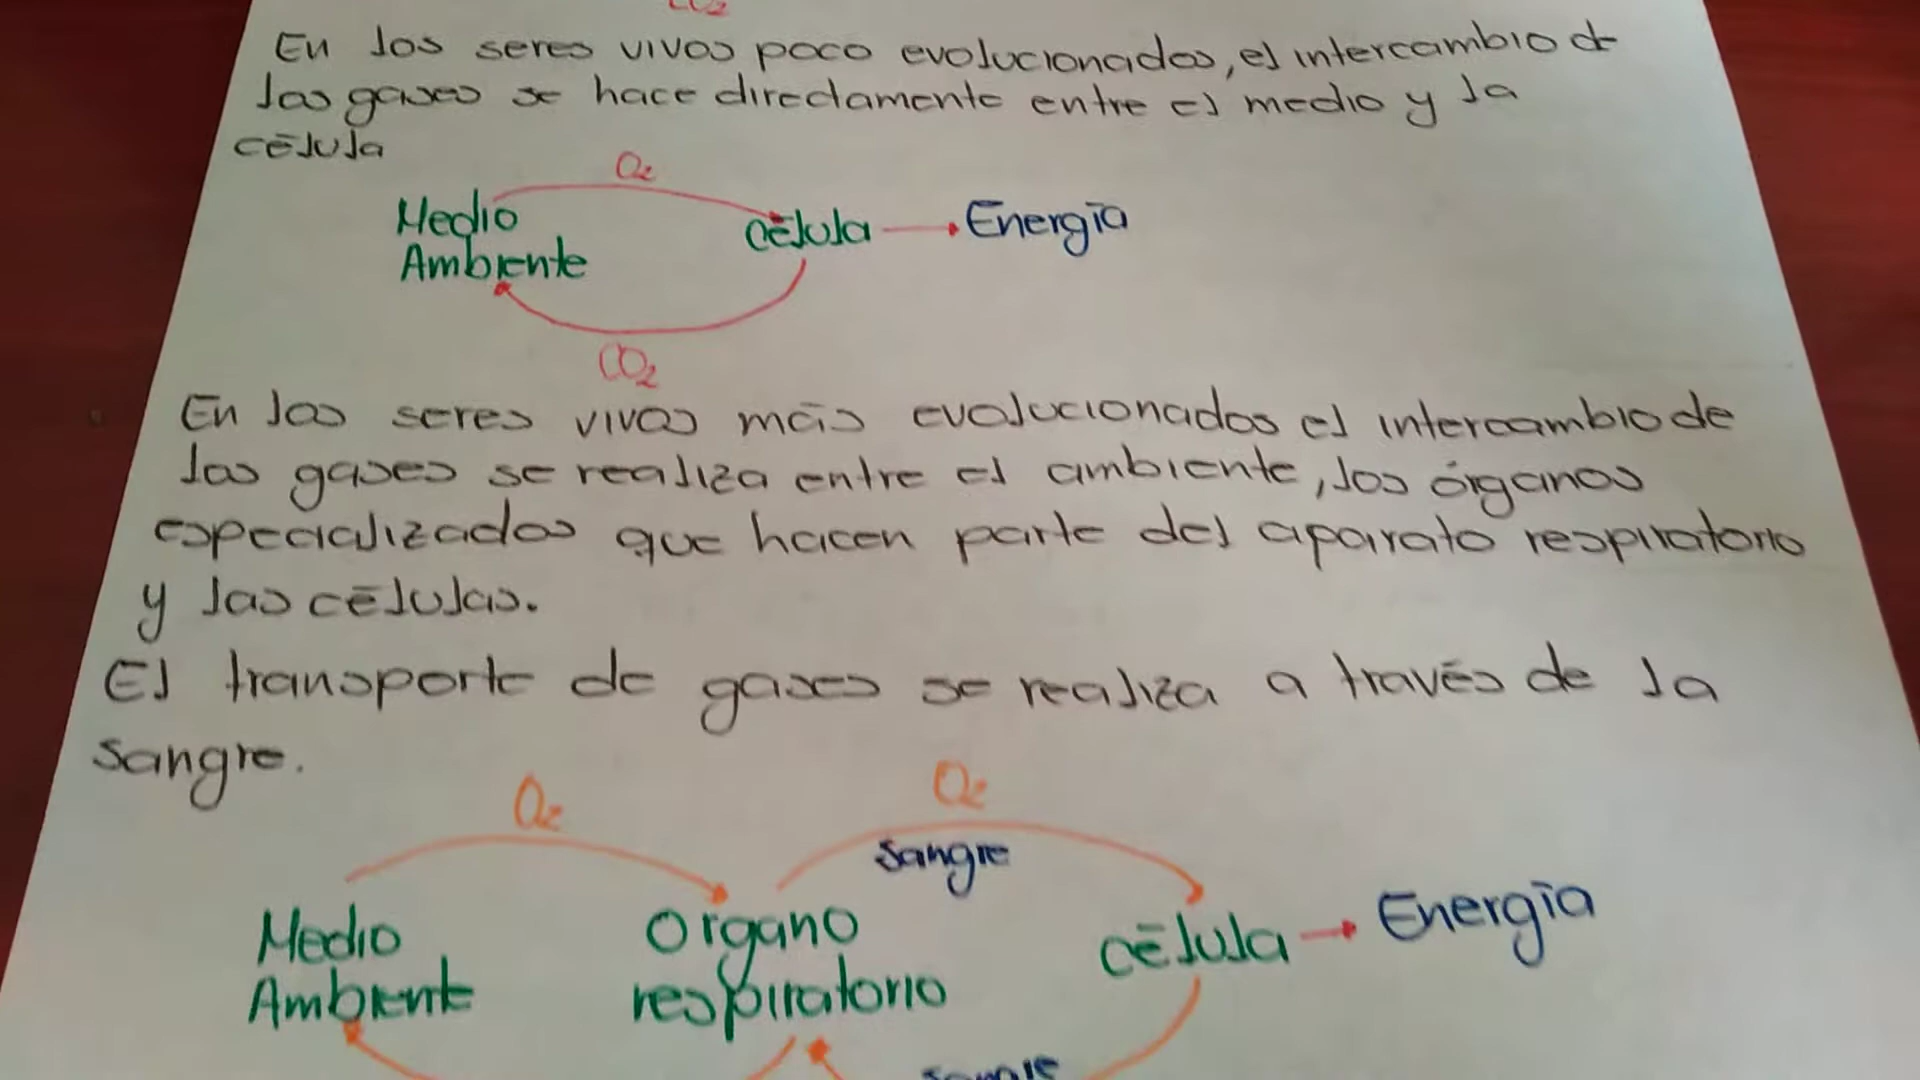 CO2
En los seres vivos poco evolucionados, el intercambio de
los gases se hace directamente entre el medio y la
célula
O2
Medio
Ambiente
célula
Energía
CO2
En los seres vivos más evolucionados el intercambio de
los gases se realiza entre el ambiente, los órganos
especializados que hacen parte del aparato respiratorio
y las células.
El transporte de gases se realiza a través de la
sangre.
O2
O2
sangre
Medio
Ambiente
Organo
respiratorio
célula
Energía
sangre